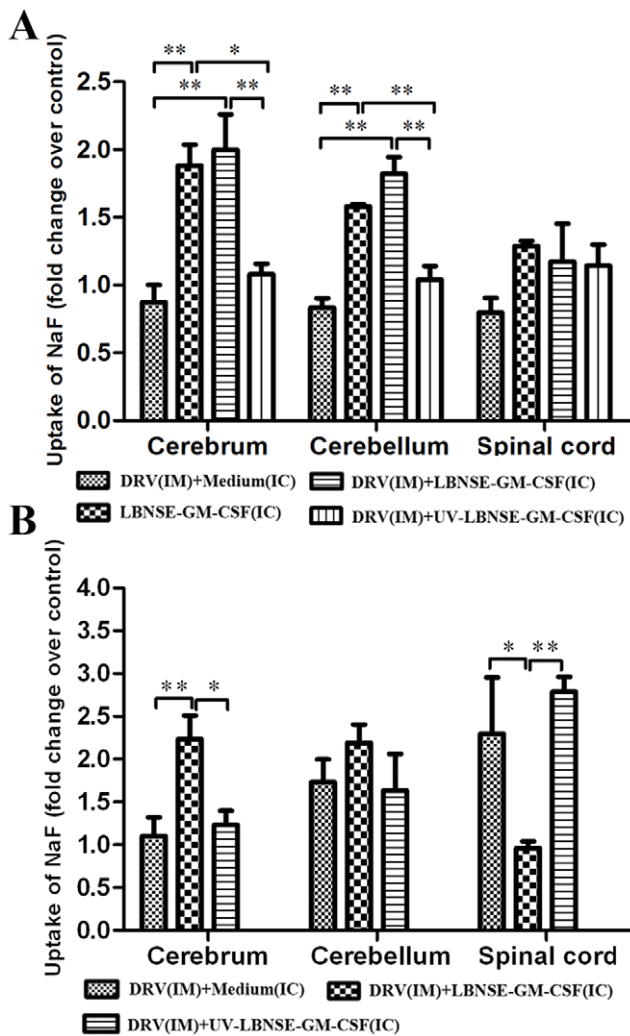 A
** *
** **
** **
** **
Uptake of NaF (fold change over control)
2.5
2.0
1.5
1.0
0.5
0.0
Cerebrum Cerebellum Spinal cord
DRV(IM)+Medium(IC) DRV(IM)+LBNSE-GM-CSF(IC)
LBNSE-GM-CSF(IC) DRV(IM)+UV-LBNSE-GM-CSF(IC)
B
Uptake of NaF (fold change over control)
4.0
3.5
3.0
2.5
2.0
1.5
1.0
0.5
0.0
** *
* **
Cerebrum Cerebellum Spinal cord
DRV(IM)+Medium(IC) DRV(IM)+LBNSE-GM-CSF(IC)
DRV(IM)+UV-LBNSE-GM-CSF(IC)